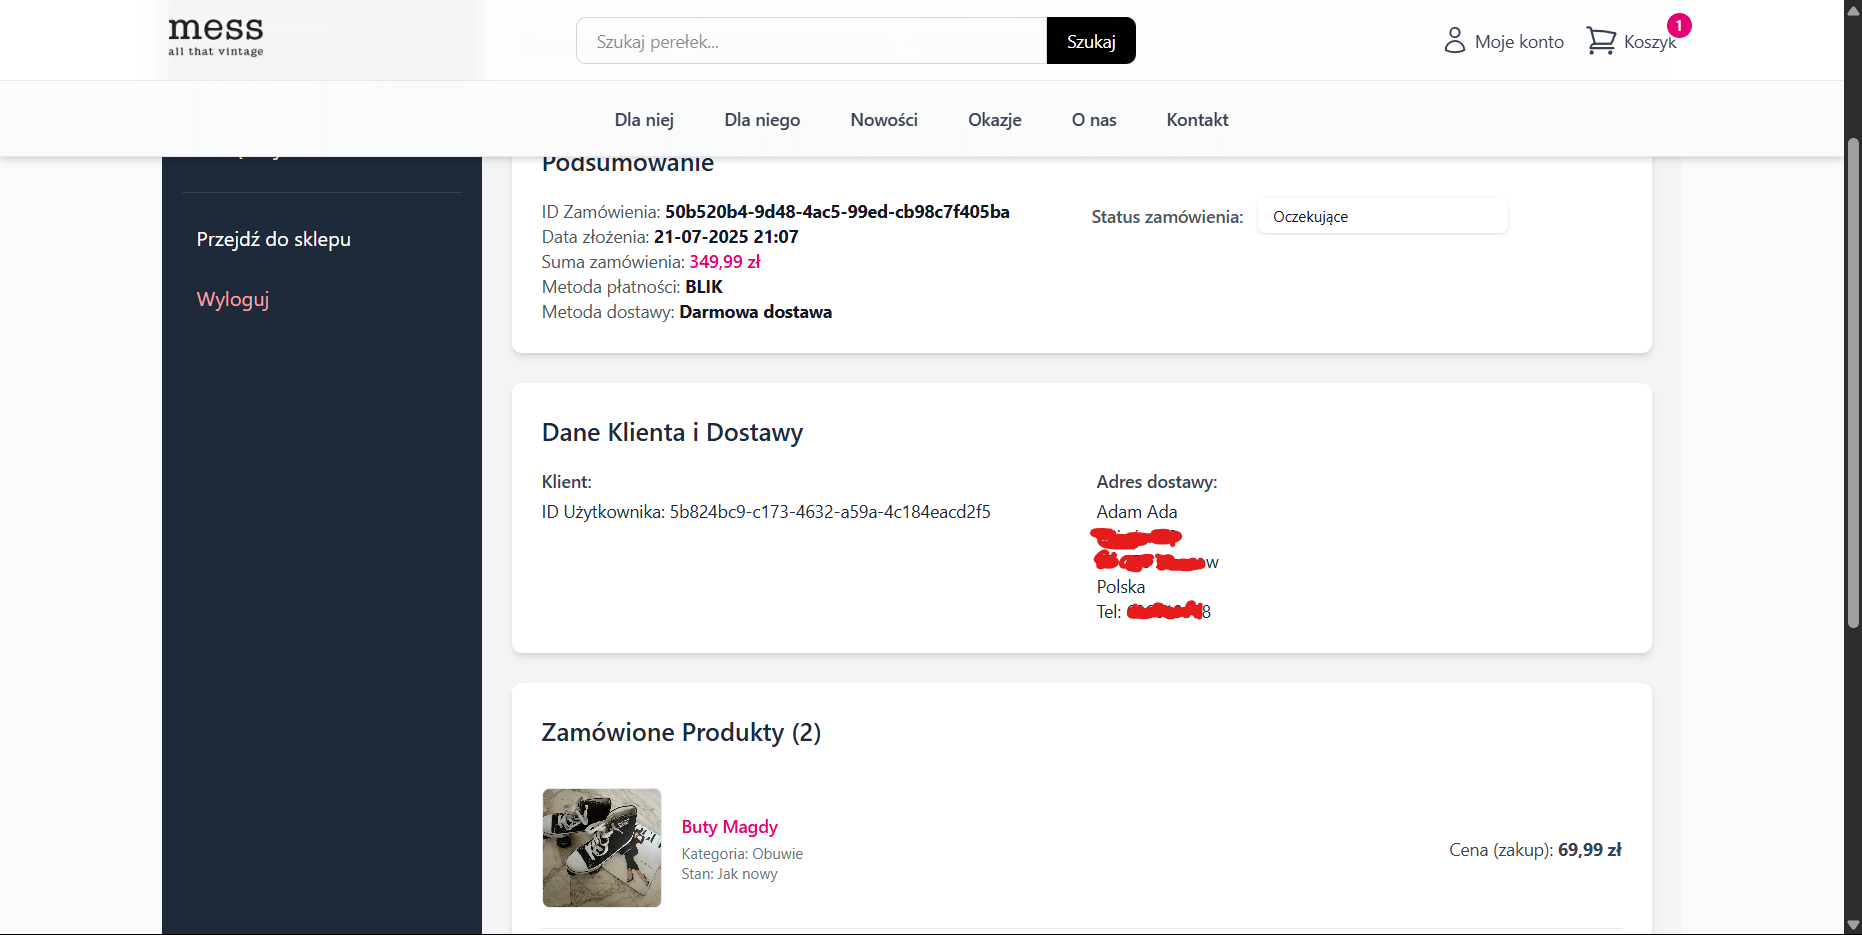 mess
all that vintage
Szukaj perełek...
Szukaj
Moje konto
Koszyk
1
Dla niej
Dla niego
Nowości
Okazje
O nas
Kontakt
Przejdź do sklepu
Wyloguj
Podsumowanie
ID Zamówienia: 50b520b4-9d48-4ac5-99ed-cb98c7f405ba
Data złożenia: 21-07-2025 21:07
Suma zamówienia: 349,99 zł
Metoda płatności: BLIK
Metoda dostawy: Darmowa dostawa
Status zamówienia: Oczekujące
Dane Klienta i Dostawy
Klient:
ID Użytkownika: 5b824bc9-c173-4632-a59a-4c184eacd2f5
Adres dostawy:
Adam Ada
Polska
Tel:
Zamówione Produkty (2)
Buty Magdy
Kategoria: Obuwie
Stan: Jak nowy
Cena (zakup): 69,99 zł